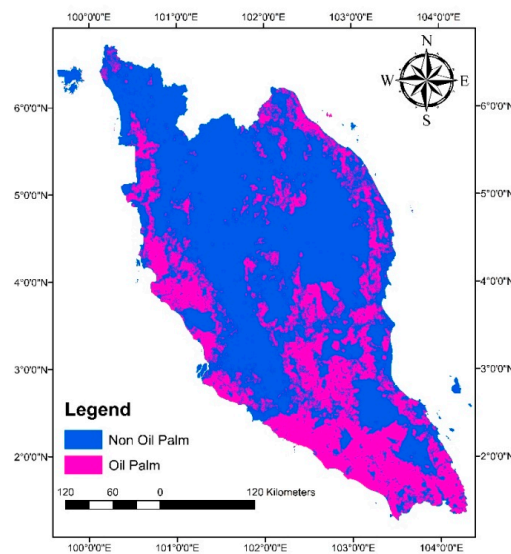 100°0'0"E 101°0'0"E 102°0'0"E 103°0'0"E 104°0'0"E
N
W E
S
6°0'0"N 6°0'0"N
5°0'0"N 5°0'0"N
4°0'0"N 4°0'0"N
3°0'0"N 3°0'0"N
Legend
Non Oil Palm
Oil Palm
2°0'0"N 2°0'0"N
120 60 0 120 Kilometers
100°0'0"E 101°0'0"E 102°0'0"E 103°0'0"E 104°0'0"E